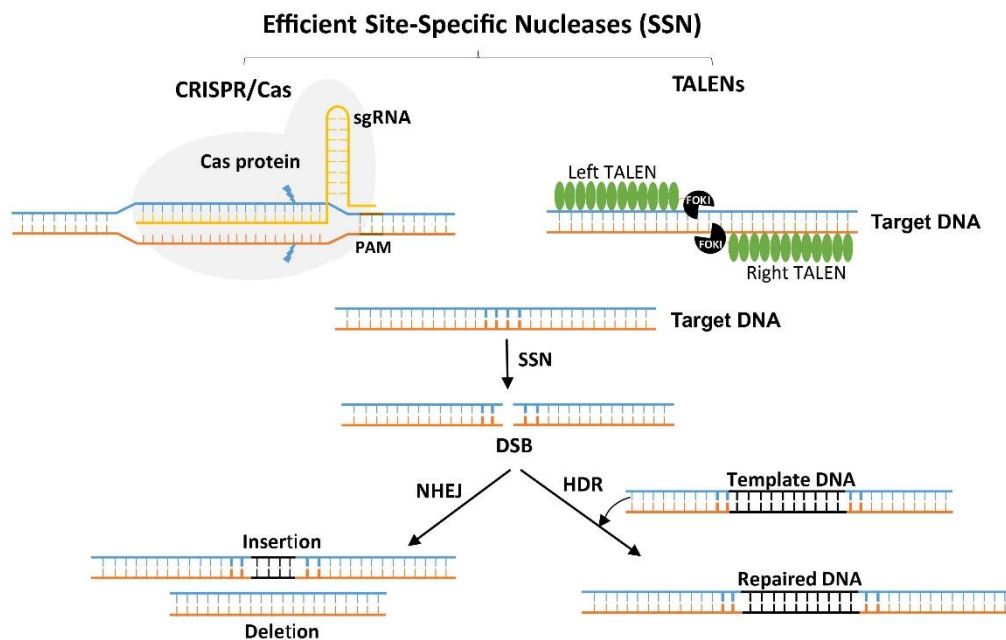 Efficient Site-Specific Nucleases (SSN)
CRISPR/Cas
TALENs
sgRNA
Cas protein
PAM
Left TALEN
FOKI
Target DNA
FOKI
Right TALEN
Target DNA
SSN
DSB
NHEJ
HDR
Template DNA
Insertion
Repaired DNA
Deletion